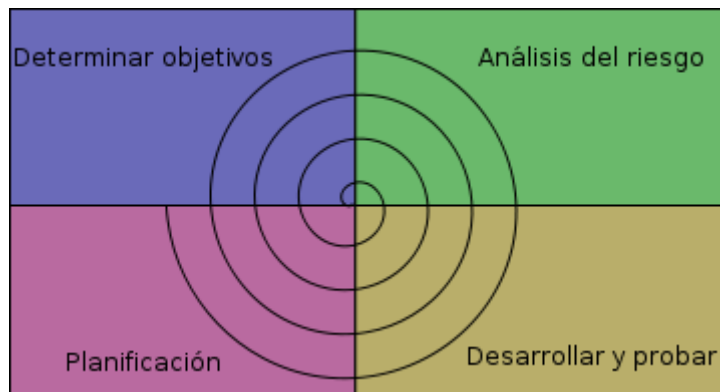 Determinar objetivos
Análisis del riesgo
Planificación
Desarrollar y probar